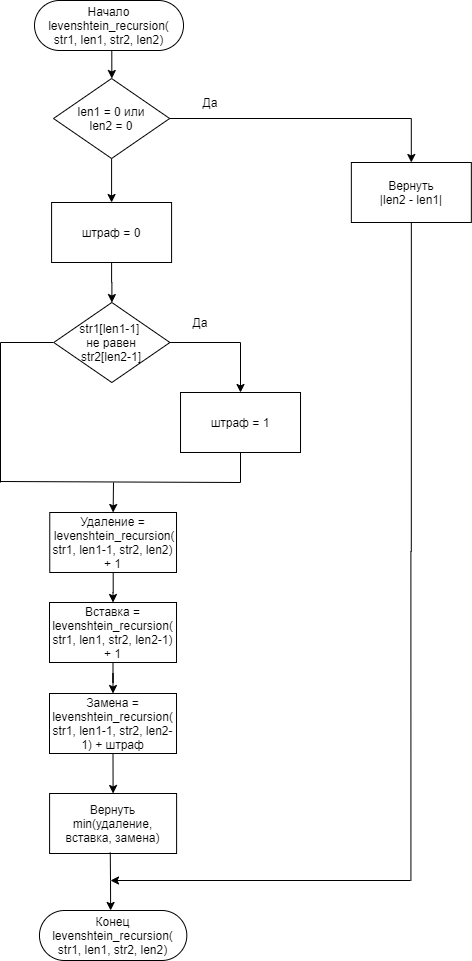 Начало
levenshtein_recursion(
str1, len1, str2, len2)
len1 = 0 или
len2 = 0
Да
Вернуть
|len2 - len1|
штраф = 0
str1[len1-1]
не равен
str2[len2-1]
Да
штраф = 1
Удаление =
levenshtein_recursion(
str1, len1-1, str2, len2)
+ 1
Вставка =
levenshtein_recursion(
str1, len1, str2, len2-1)
+ 1
Замена =
levenshtein_recursion(
str1, len1-1, str2, len2-
1) + штраф
Вернуть
min(удаление,
вставка, замена)
Конец
levenshtein_recursion(
str1, len1, str2, len2)